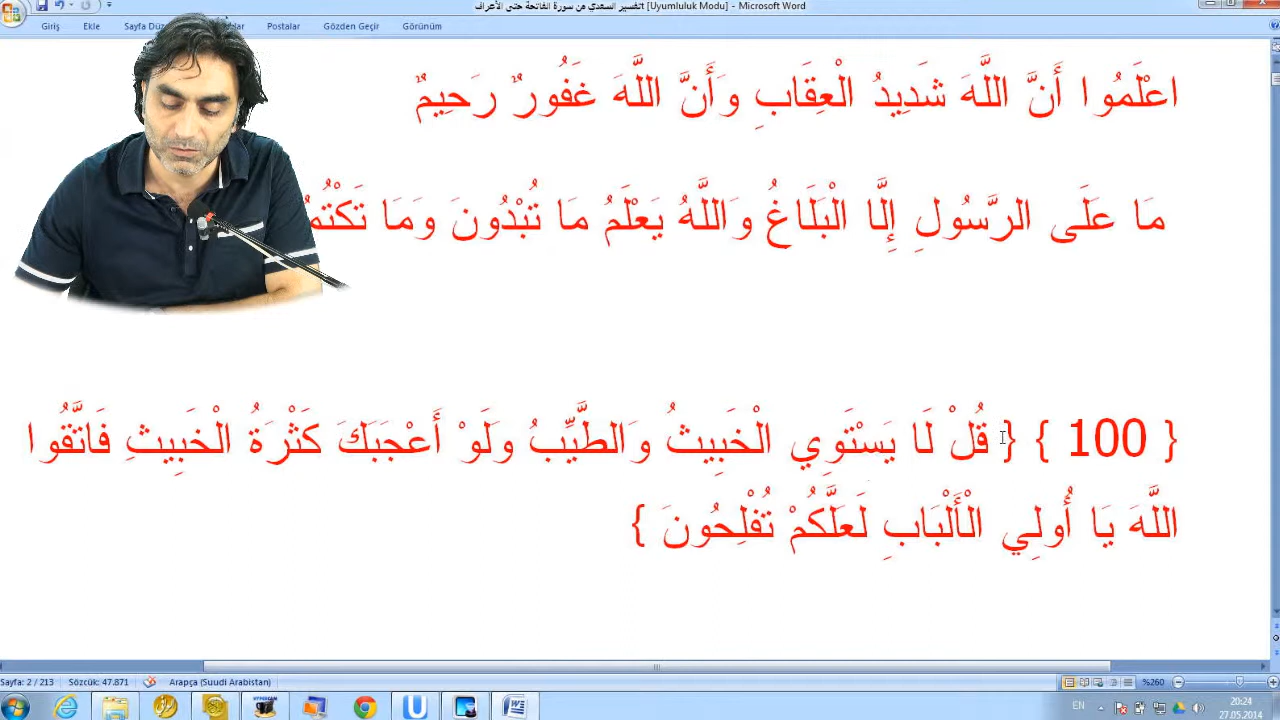 تفسير السعدي من سورة الفاتحة حتى الأعراف [Uyumluluk Modu] - Microsoft Word
Giriş Ekle Sayfa Düz Postalar Gözden Geçir Görünüm
اعْلَمُوا أَنَّ اللَّهَ شَدِيدُ الْعِقَابِ وَأَنَّ اللَّهَ غَفُورٌ رَحِيمٌ
مَا عَلَى الرَّسُولِ إِلَّا الْبَلَاغُ وَاللَّهُ يَعْلَمُ مَا تُبْدُونَ وَمَا تَكْتُمُ
{ 100 } { قُلْ لَا يَسْتَوِي الْخَبِيثُ وَالطَّيِّبُ وَلَوْ أَعْجَبَكَ كَثْرَةُ الْخَبِيثِ فَاتَّقُوا
اللَّهَ يَا أُولِي الْأَلْبَابِ لَعَلَّكُمْ تُفْلِحُونَ }
Sayfa: 2 / 213 Sözcük: 47.871 Arapça (Suudi Arabistan) %260
EN 20:24
27.05.2014